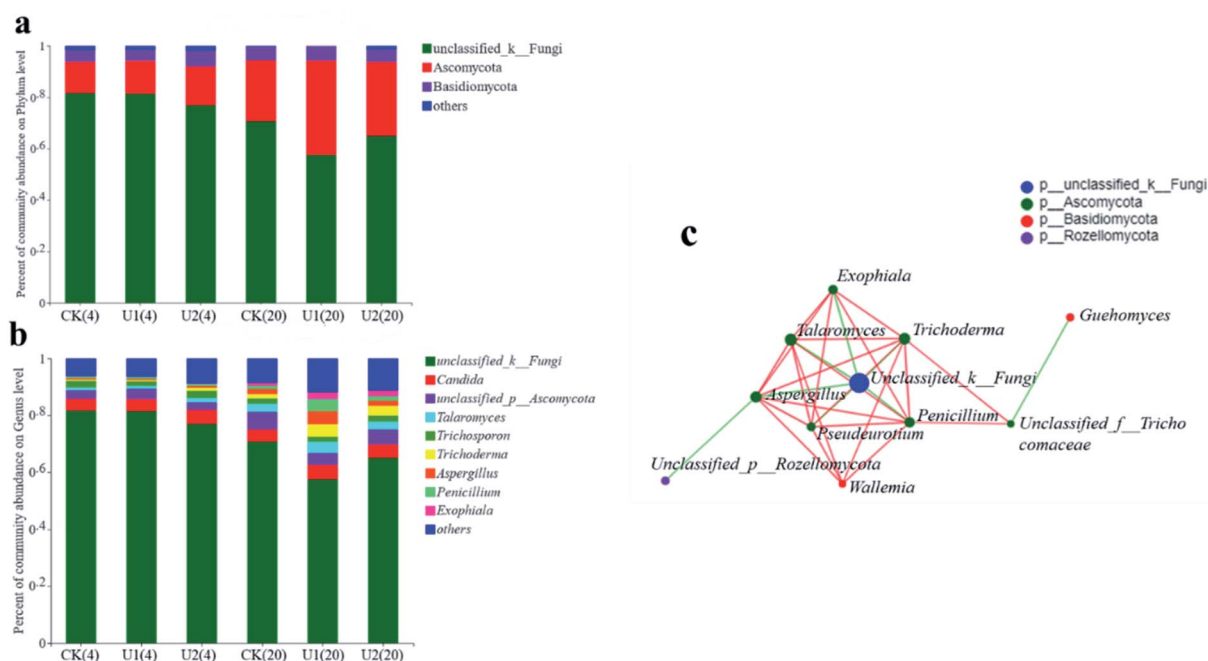 a
Percent of community abundance on Phylum level
1
0.8
0.6
0.4
0.2
0
CK(4) U1(4) U2(4) CK(20) U1(20) U2(20)
unclassified_k__Fungi
Ascomycota
Basidiomycota
others
b
Percent of community abundance on Genus level
1
0.8
0.6
0.4
0.2
0
CK(4) U1(4) U2(4) CK(20) U1(20) U2(20)
unclassified_k__Fungi
Candida
unclassified_p__Ascomycota
Talaromyces
Trichosporon
Trichoderma
Aspergillus
Penicillium
Exophiala
others
c
p__unclassified_k__Fungi
p__Ascomycota
p__Basidiomycota
p__Rozellomycota
Exophiala
Guehomyces
Talaromyces
Trichoderma
Unclassified_k__Fungi
Aspergillus
Penicillium
Pseudeurotium
Unclassified_f__Tricho
comaceae
Unclassified_p__Rozellomycota
Wallemia